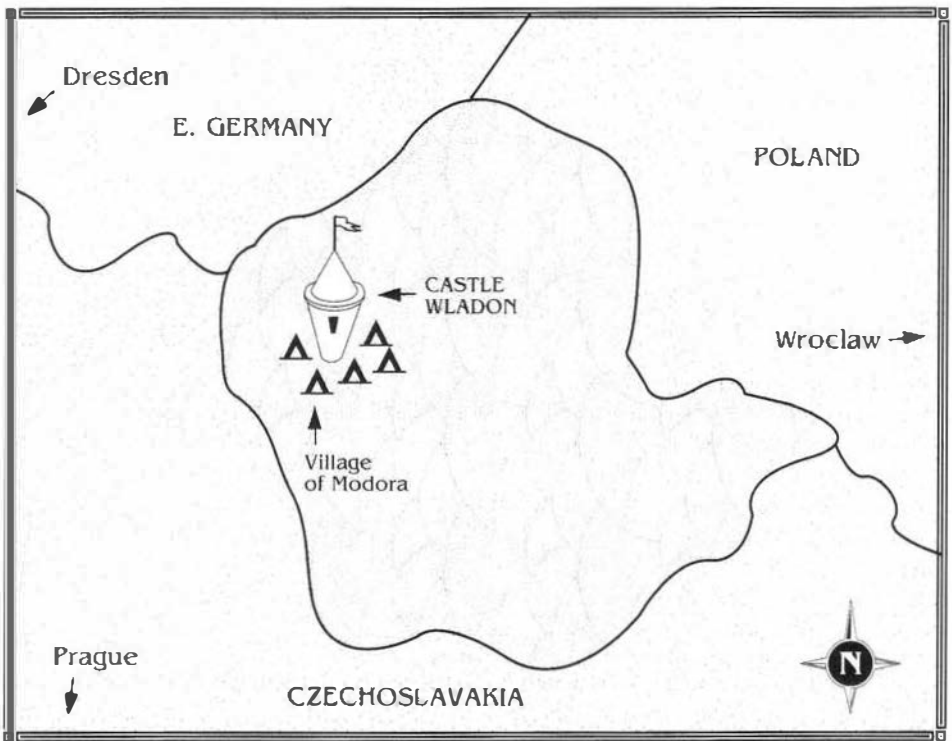 Dresden
E. GERMANY
POLAND
CASTLE
WLADON
Wroclaw
Village
of Modora
Prague
N
CZECHOSLAVAKIA